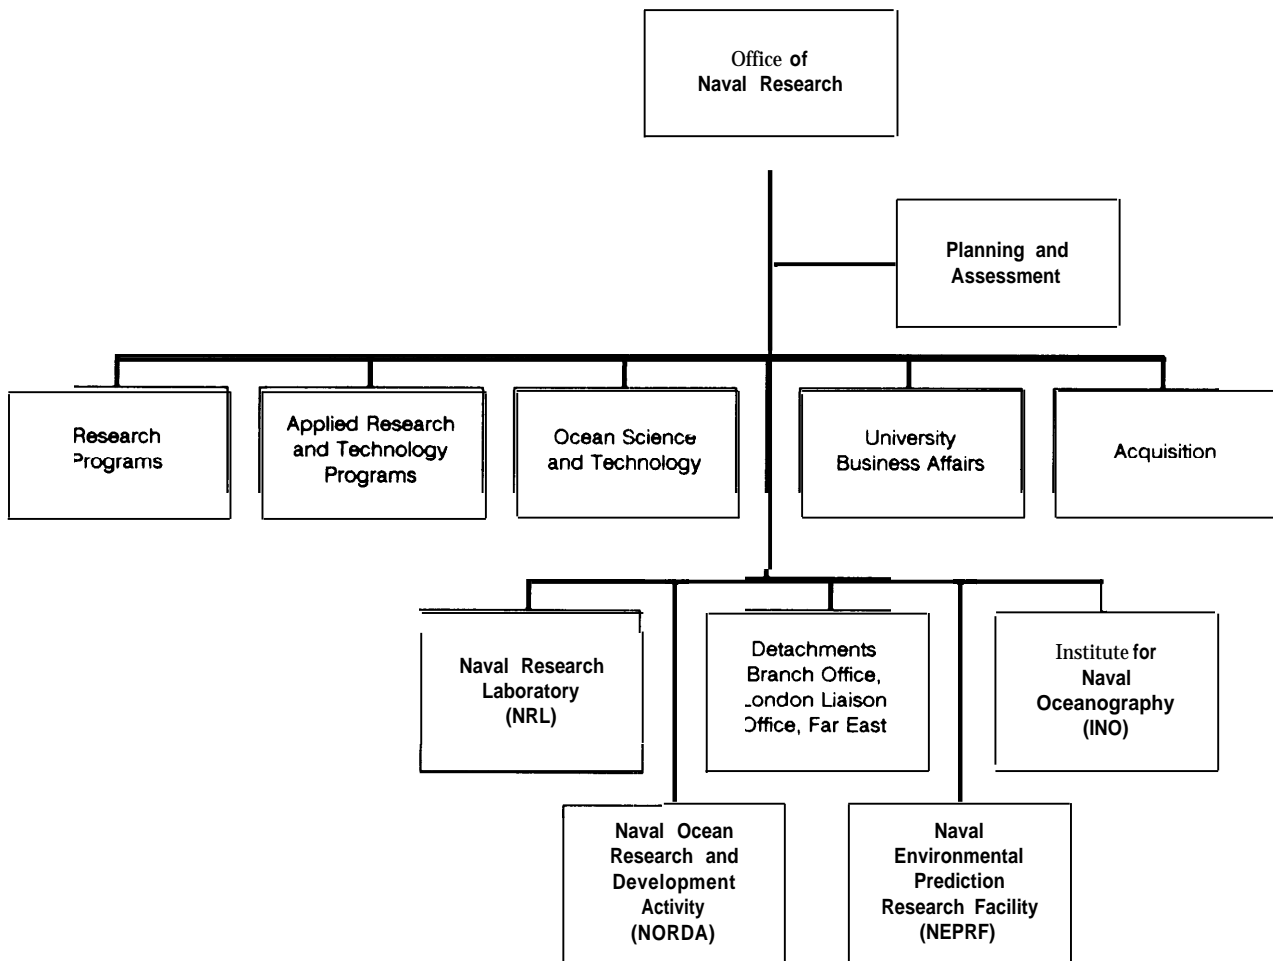 Office of
Naval Research
Planning and
Assessment
Research
Programs
Applied Research
and Technology
Programs
Ocean Science
and Technology
University
Business Affairs
Acquisition
Naval Research
Laboratory
(NRL)
Detachments
Branch Office,
London Liaison
Office, Far East
Institute for
Naval
Oceanography
(INO)
Naval Ocean
Research and
Development
Activity
(NORDA)
Naval
Environmental
Prediction
Research Facility
(NEPRF)